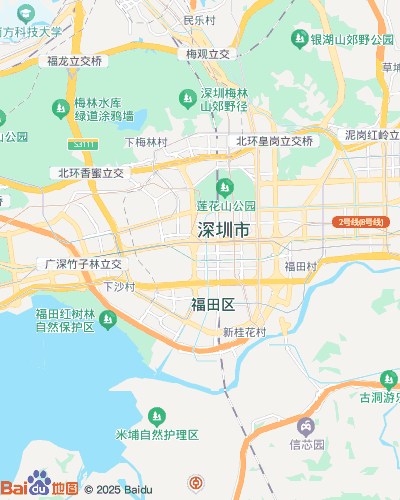 民乐村
南方科技大学
银湖山郊野公园
梅观立交
福龙立交桥
草埔
深圳梅林
山郊野径
梅林水库
绿道涂鸦墙
泥岗红岭立交
山公园
下梅林村
北环皇岗立交桥
S3111
北环香蜜立交
桥
莲花山公园
2号线(8号线)
深圳市
广深竹子林立交
福田村
下沙村
福田区
福田红树林
自然保护区
新桂花村
古洞游乐
米埔自然护理区
信芯园
Bai du 地图
© 2025 Baidu